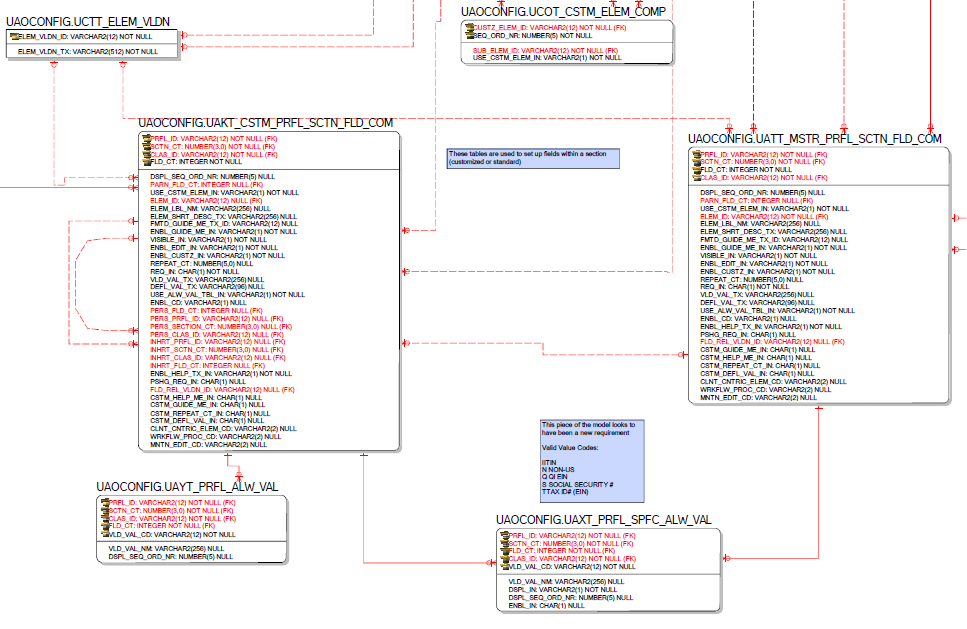 UAOCONFIG.UCTT_ELEM_VLDN
ELEM_VLDN_ID: VARCHAR2(12) NOT NULL
ELEM_VLDN_TX: VARCHAR2(512) NOT NULL
UAOCONFIG.UCOT_CSTM_ELEM_COMP
CUSTZ_ELEM_ID: VARCHAR2(12) NOT NULL (FK)
SEQ_ORD_NR: NUMBER(5) NOT NULL
SUB_ELEM_ID: VARCHAR2(12) NOT NULL (FK)
USE_CSTM_ELEM_IN: VARCHAR2(1) NOT NULL
UAOCONFIG.UAKT_CSTM_PRFL_SCTN_FLD_COM
PRFL_ID: VARCHAR2(12) NOT NULL (FK)
SCTN_CT: NUMBER(3,0) NOT NULL (FK)
CLAS_ID: VARCHAR2(12) NOT NULL (FK)
FLD_CT: INTEGER NOT NULL
DSPL_SEQ_ORD_NR: NUMBER(5) NULL
PARN_FLD_CT: INTEGER NULL (FK)
USE_CSTM_ELEM_IN: VARCHAR2(1) NOT NULL
ELEM_ID: VARCHAR2(12) NULL (FK)
ELEM_LBL_NM: VARCHAR2(256) NULL
ELEM_SHRT_DESC_TX: VARCHAR2(256) NULL
FMTD_GUIDE_ME_TX_ID: VARCHAR2(12) NULL
ENBL_GUIDE_ME_IN: VARCHAR2(1) NOT NULL
VISIBLE_IN: VARCHAR2(1) NOT NULL
ENBL_EDIT_IN: VARCHAR2(1) NOT NULL
ENBL_CUSTZ_IN: VARCHAR2(1) NOT NULL
REPEAT_CT: NUMBER(5,0) NULL
REQ_IN: CHAR(1) NOT NULL
VLD_VAL_TX: VARCHAR2(256) NULL
DEFL_VAL_TX: VARCHAR2(96) NULL
USE_ALW_VAL_TBL_IN: VARCHAR2(1) NOT NULL
ENBL_CD: VARCHAR2(1) NULL
PERS_FLD_CT: INTEGER NULL (FK)
PERS_PRFL_ID: VARCHAR2(12) NULL (FK)
PERS_SECTION_CT: NUMBER(3,0) NULL (FK)
PERS_CLAS_ID: VARCHAR2(12) NULL (FK)
INHRT_PRFL_ID: VARCHAR2(12) NULL (FK)
INHRT_SCTN_CT: NUMBER(3,0) NULL (FK)
INHRT_CLAS_ID: VARCHAR2(12) NULL (FK)
INHRT_FLD_CT: INTEGER NULL (FK)
ENBL_HELP_TX_IN: VARCHAR2(1) NOT NULL
PSHG_REQ_IN: CHAR(1) NULL
FLD_REL_VLDN_ID: VARCHAR2(12) NULL (FK)
CSTM_HELP_ME_IN: CHAR(1) NULL
CSTM_GUIDE_ME_IN: CHAR(1) NULL
CSTM_REPEAT_CT_IN: CHAR(1) NULL
CSTM_DEFL_VAL_IN: CHAR(1) NULL
CLNT_CNTRIC_ELEM_CD: VARCHAR2(2) NULL
WRKFLW_PROC_CD: VARCHAR2(2) NULL
MNTN_EDIT_CD: VARCHAR2(2) NULL
These tables are used to set up fields within a section
(customized or standard)
UAOCONFIG.UATT_MSTR_PRFL_SCTN_FLD_COM
PRFL_ID: VARCHAR2(12) NOT NULL (FK)
SCTN_CT: NUMBER(3,0) NOT NULL (FK)
FLD_CT: INTEGER NOT NULL
CLAS_ID: VARCHAR2(12) NOT NULL (FK)
DSPL_SEQ_ORD_NR: NUMBER(5) NULL
PARN_FLD_CT: INTEGER NULL (FK)
USE_CSTM_ELEM_IN: VARCHAR2(1) NOT NULL
ELEM_ID: VARCHAR2(12) NOT NULL (FK)
ELEM_LBL_NM: VARCHAR2(256) NULL
ELEM_SHRT_DESC_TX: VARCHAR2(256) NULL
FMTD_GUIDE_ME_TX_ID: VARCHAR2(12) NULL
ENBL_GUIDE_ME_IN: VARCHAR2(1) NOT NULL
VISIBLE_IN: VARCHAR2(1) NOT NULL
ENBL_EDIT_IN: VARCHAR2(1) NOT NULL
ENBL_CUSTZ_IN: VARCHAR2(1) NOT NULL
REPEAT_CT: NUMBER(5,0) NULL
REQ_IN: CHAR(1) NOT NULL
VLD_VAL_TX: VARCHAR2(256) NULL
DEFL_VAL_TX: VARCHAR2(96) NULL
USE_ALW_VAL_TBL_IN: VARCHAR2(1) NOT NULL
ENBL_CD: VARCHAR2(1) NULL
ENBL_HELP_TX_IN: VARCHAR2(1) NOT NULL
PSHG_REQ_IN: CHAR(1) NULL
FLD_REL_VLDN_ID: VARCHAR2(12) NULL (FK)
CSTM_GUIDE_ME_IN: CHAR(1) NULL
CSTM_HELP_ME_IN: CHAR(1) NULL
CSTM_REPEAT_CT_IN: CHAR(1) NULL
CSTM_DEFL_VAL_IN: CHAR(1) NULL
CLNT_CNTRIC_ELEM_CD: VARCHAR2(2) NULL
WRKFLW_PROC_CD: VARCHAR2(2) NULL
MNTN_EDIT_CD: VARCHAR2(2) NULL
This piece of the model looks to
have been a new requirement
Valid Value Codes:
IITIN
N NON-US
Q QI EIN
S SOCIAL SECURITY #
TTAX ID# (EIN)
UAOCONFIG.UAYT_PRFL_ALW_VAL
PRFL_ID: VARCHAR2(12) NOT NULL (FK)
SCTN_CT: NUMBER(3,0) NOT NULL (FK)
CLAS_ID: VARCHAR2(12) NOT NULL (FK)
FLD_CT: INTEGER NOT NULL (FK)
VLD_VAL_CD: VARCHAR2(12) NOT NULL
VLD_VAL_NM: VARCHAR2(256) NULL
DSPL_SEQ_ORD_NR: NUMBER(5) NULL
UAOCONFIG.UAXT_PRFL_SPFC_ALW_VAL
PRFL_ID: VARCHAR2(12) NOT NULL (FK)
SCTN_CT: NUMBER(3,0) NOT NULL (FK)
FLD_CT: INTEGER NOT NULL (FK)
CLAS_ID: VARCHAR2(12) NOT NULL (FK)
VLD_VAL_CD: VARCHAR2(12) NOT NULL
VLD_VAL_NM: VARCHAR2(256) NULL
DSPL_IN: VARCHAR2(1) NOT NULL
DSPL_SEQ_ORD_NR: NUMBER(5) NULL
ENBL_IN: CHAR(1) NULL